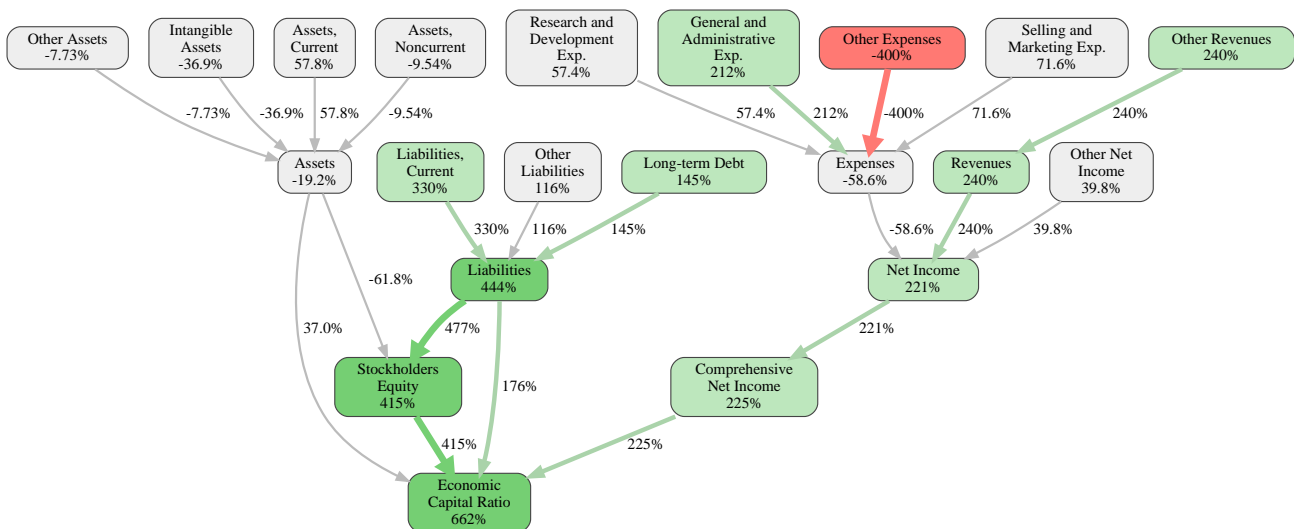 Other Assets
-7.73%
Intangible
Assets
-36.9%
Assets,
Current
57.8%
Assets,
Noncurrent
-9.54%
Research and
Development
Exp.
57.4%
General and
Administrative
Exp.
212%
Other Expenses
-400%
Selling and
Marketing Exp.
71.6%
Other Revenues
240%
-7.73%
-36.9%
57.8%
-9.54%
57.4%
212%
-400%
71.6%
240%
Assets
-19.2%
Liabilities,
Current
330%
Other
Liabilities
116%
Long-term Debt
145%
Expenses
-58.6%
Revenues
240%
Other Net
Income
39.8%
330%
116%
145%
-58.6%
240%
39.8%
-61.8%
Liabilities
444%
Net Income
221%
37.0%
477%
221%
Stockholders
Equity
415%
176%
Comprehensive
Net Income
225%
415%
225%
Economic
Capital Ratio
662%